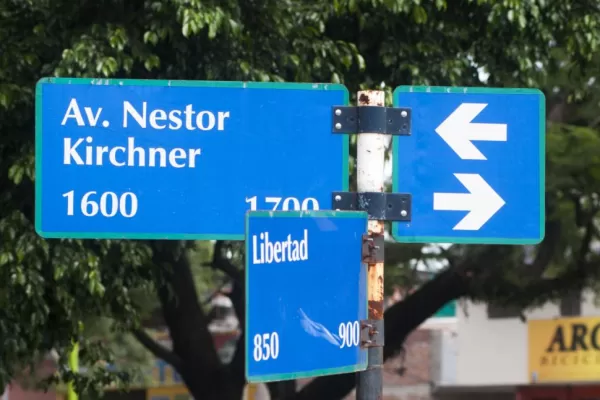 Av. Nestor
Kirchner
1600 1700
Libertad
850 900